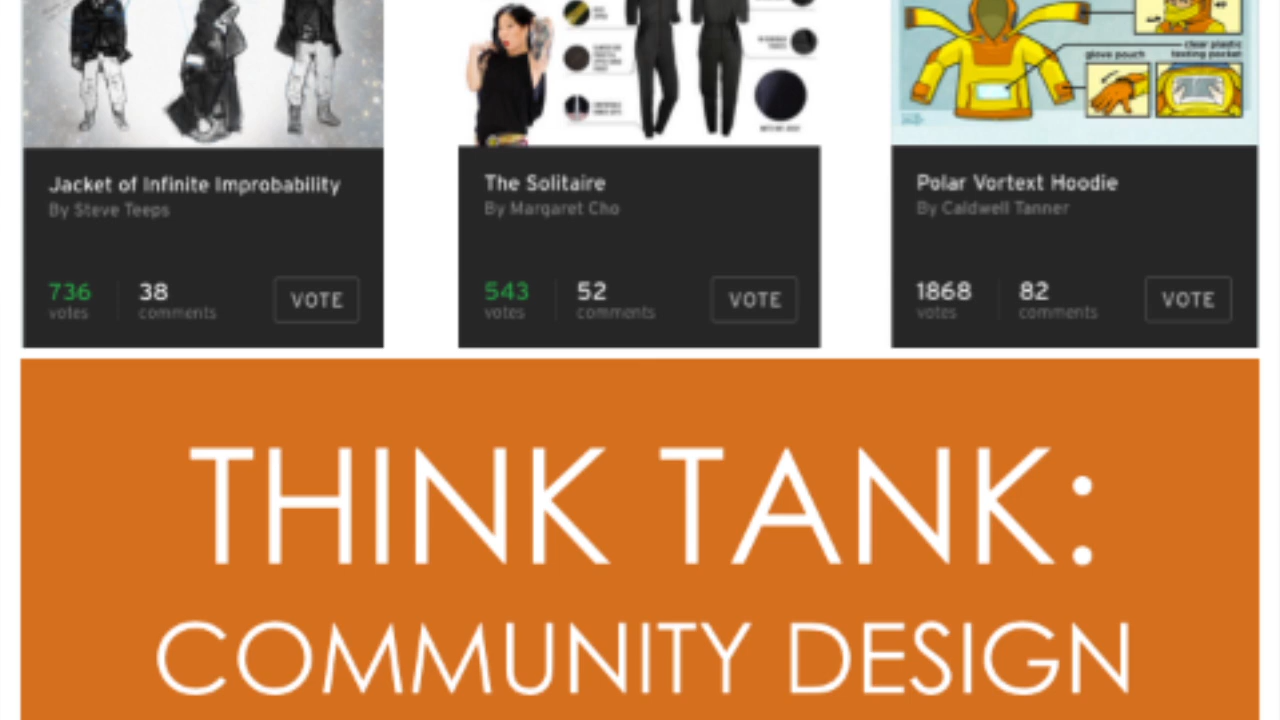 glove pouch
clear plastic
texting pocket
Jacket of Infinite Improbability
By Steve Teeps
736
votes
38
comments
VOTE
The Solitaire
By Margaret Cho
543
votes
52
comments
VOTE
Polar Vortext Hoodie
By Caldwell Tanner
1868
votes
82
comments
VOTE
THINK TANK:
COMMUNITY DESIGN